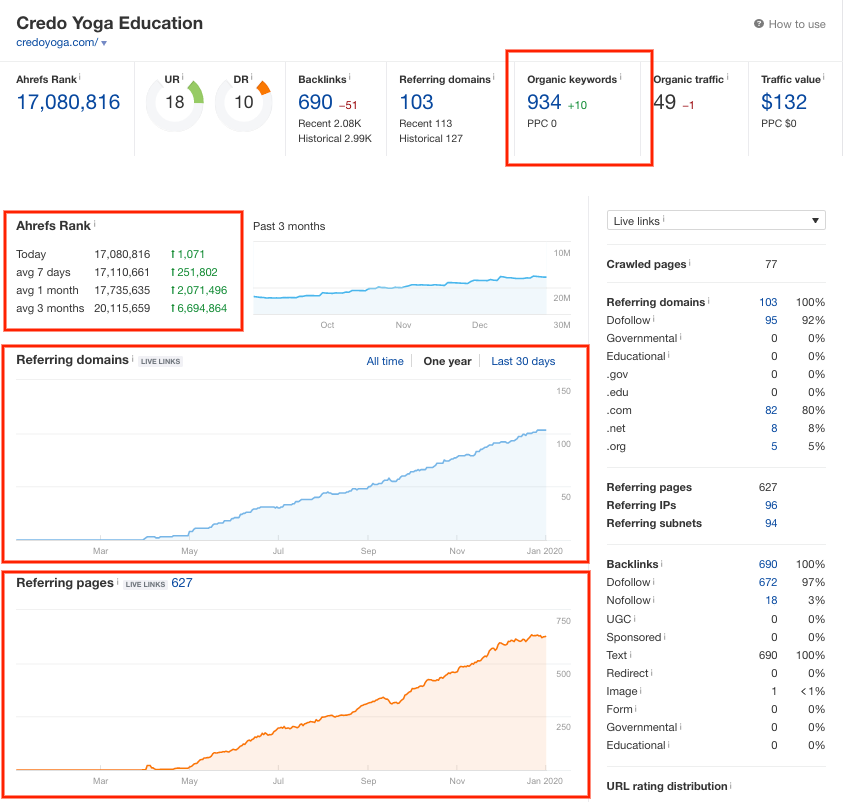 Credo Yoga Education
How to use
credoyoga.com/
Ahrefs Rank
17,080,816
UR
18
DR
10
Backlinks
690 −51
Recent 2.08K
Historical 2.99K
Referring domains
103
Recent 113
Historical 127
Organic keywords
934 +10
PPC 0
Organic traffic
49 −1
Traffic value
$132
PPC $0
Ahrefs Rank
Today 17,080,816 ↑1,071
avg 7 days 17,110,661 ↑251,802
avg 1 month 17,735,635 ↑2,071,496
avg 3 months 20,115,659 ↑6,694,864
Past 3 months
10M
20M
30M
Oct Nov Dec
Referring domains LIVE LINKS
All time One year Last 30 days
150
100
50
Mar May Jul Sep Nov Jan 2020
Referring pages LIVE LINKS 627
750
500
250
Mar May Jul Sep Nov Jan 2020
Live links
Crawled pages 77
Referring domains 103 100%
Dofollow 95 92%
Governmental 0 0%
Educational 0 0%
.gov 0 0%
.edu 0 0%
.com 82 80%
.net 8 8%
.org 5 5%
Referring pages 627
Referring IPs 96
Referring subnets 94
Backlinks 690 100%
Dofollow 672 97%
Nofollow 18 3%
UGC 0 0%
Sponsored 0 0%
Text 690 100%
Redirect 0 0%
Image 1 <1%
Form 0 0%
Governmental 0 0%
Educational 0 0%
URL rating distribution